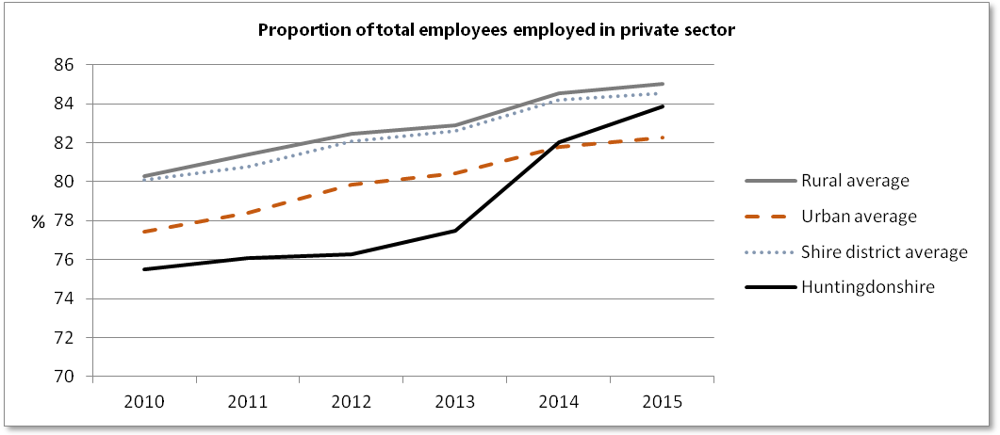 Proportion of total employees employed in private sector
86
84
82
80
78
76
74
72
70
%
2010 2011 2012 2013 2014 2015
Rural average
Urban average
Shire district average
Huntingdonshire